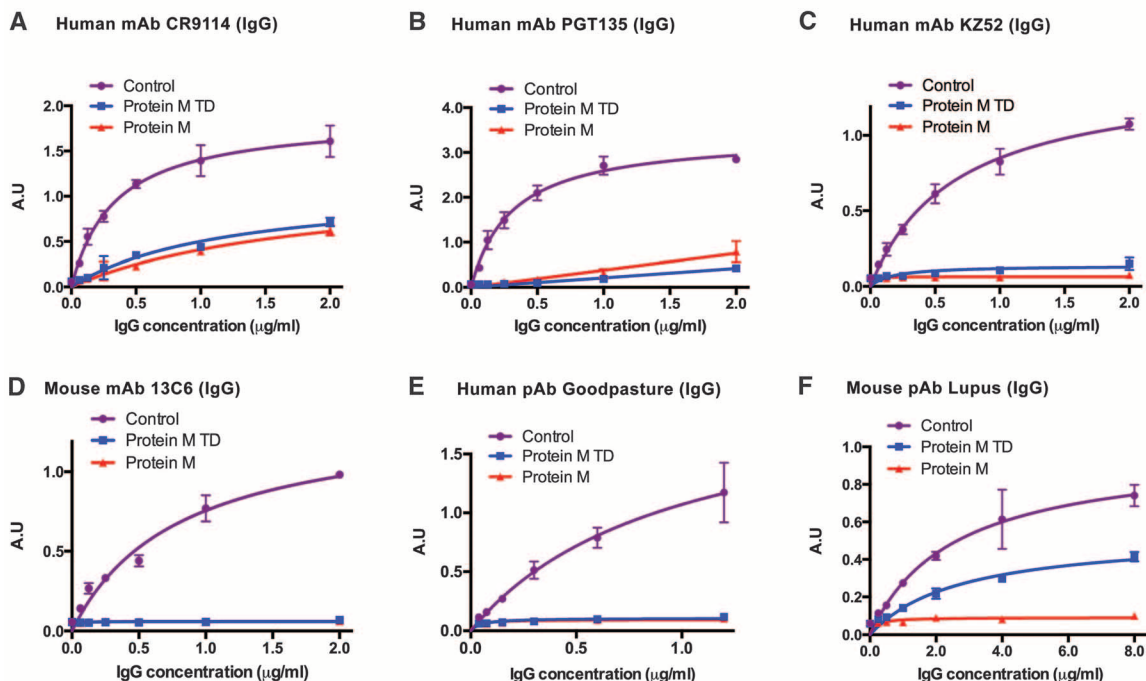 A Human mAb CR9114 (IgG)
Control
Protein M TD
Protein M
2.0
1.5
1.0
0.5
0.0
A.U
0.0 0.5 1.0 1.5 2.0
IgG concentration (μg/ml)
B Human mAb PGT135 (IgG)
Control
Protein M TD
Protein M
4.0
3.0
2.0
1.0
0.0
A.U
0.0 0.5 1.0 1.5 2.0
IgG concentration (μg/ml)
C Human mAb KZ52 (IgG)
Control
Protein M TD
Protein M
1.0
0.5
0.0
A.U
0.0 0.5 1.0 1.5 2.0
IgG concentration (μg/ml)
D Mouse mAb 13C6 (IgG)
Control
Protein M TD
Protein M
1.0
0.5
0.0
A.U
0.0 0.5 1.0 1.5 2.0
IgG concentration (μg/ml)
E Human pAb Goodpasture (IgG)
Control
Protein M TD
Protein M
1.5
1.0
0.5
0.0
A.U
0.0 0.5 1.0
IgG concentration (μg/ml)
F Mouse pAb Lupus (IgG)
Control
Protein M TD
Protein M
1.0
0.8
0.6
0.4
0.2
0.0
A.U
0.0 2.0 4.0 6.0 8.0
IgG concentration (μg/ml)